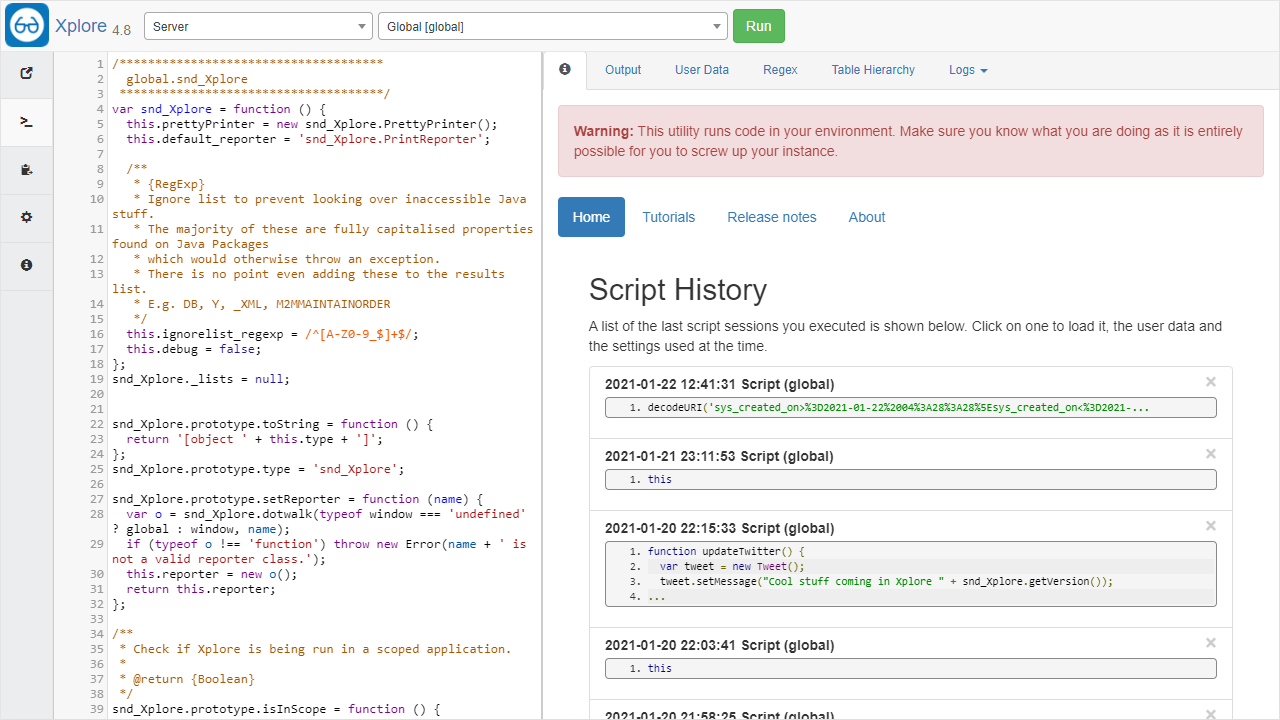 Xplore 4.8
Server
Global [global]
Run
1 /*************************************
2   global.snd_Xplore
3  *************************************/
4 var snd_Xplore = function () {
5   this.prettyPrinter = new snd_Xplore.PrettyPrinter();
6   this.default_reporter = 'snd_Xplore.PrintReporter';
7
8   /**
9    * {RegExp}
10    * Ignore list to prevent looking over inaccessible Java
stuff.
11    * The majority of these are fully capitalised properties
found on Java Packages
12    * which would otherwise throw an exception.
13    * There is no point even adding these to the results
list.
14    * E.g. DB, Y, _XML, M2MMAINTAINORDER
15    */
16   this.ignorelist_regexp = /^[A-Z0-9_$]+$/;
17   this.debug = false;
18 };
19 snd_Xplore._lists = null;
20
21
22 snd_Xplore.prototype.toString = function () {
23   return '[object ' + this.type + ']';
24 };
25 snd_Xplore.prototype.type = 'snd_Xplore';
26
27 snd_Xplore.prototype.setReporter = function (name) {
28   var o = snd_Xplore.dotwalk(typeof window === 'undefined'
? global : window, name);
29   if (typeof o !== 'function') throw new Error(name + ' is
not a valid reporter class.');
30   this.reporter = new o();
31   return this.reporter;
32 };
33
34 /**
35  * Check if Xplore is being run in a scoped application.
36  *
37  * @return {Boolean}
38  */
39 snd_Xplore.prototype.isInScope = function () {
Output
User Data
Regex
Table Hierarchy
Logs
Warning: This utility runs code in your environment. Make sure you know what you are doing as it is entirely
possible for you to screw up your instance.
Home
Tutorials
Release notes
About
Script History
A list of the last script sessions you executed is shown below. Click on one to load it, the user data and
the settings used at the time.
2021-01-22 12:41:31 Script (global) ×
1. decodeURI('sys_created_on>%3D2021-01-22%2004%3A28%3A28%5Esys_created_on<%3D2021-...
2021-01-21 23:11:53 Script (global) ×
1. this
2021-01-20 22:15:33 Script (global) ×
1. function updateTwitter() {
2.   var tweet = new Tweet();
3.   tweet.setMessage("Cool stuff coming in Xplore " + snd_Xplore.getVersion());
4. ...
2021-01-20 22:03:41 Script (global) ×
1. this
2021-01-20 21:58:25 Script (global) ×